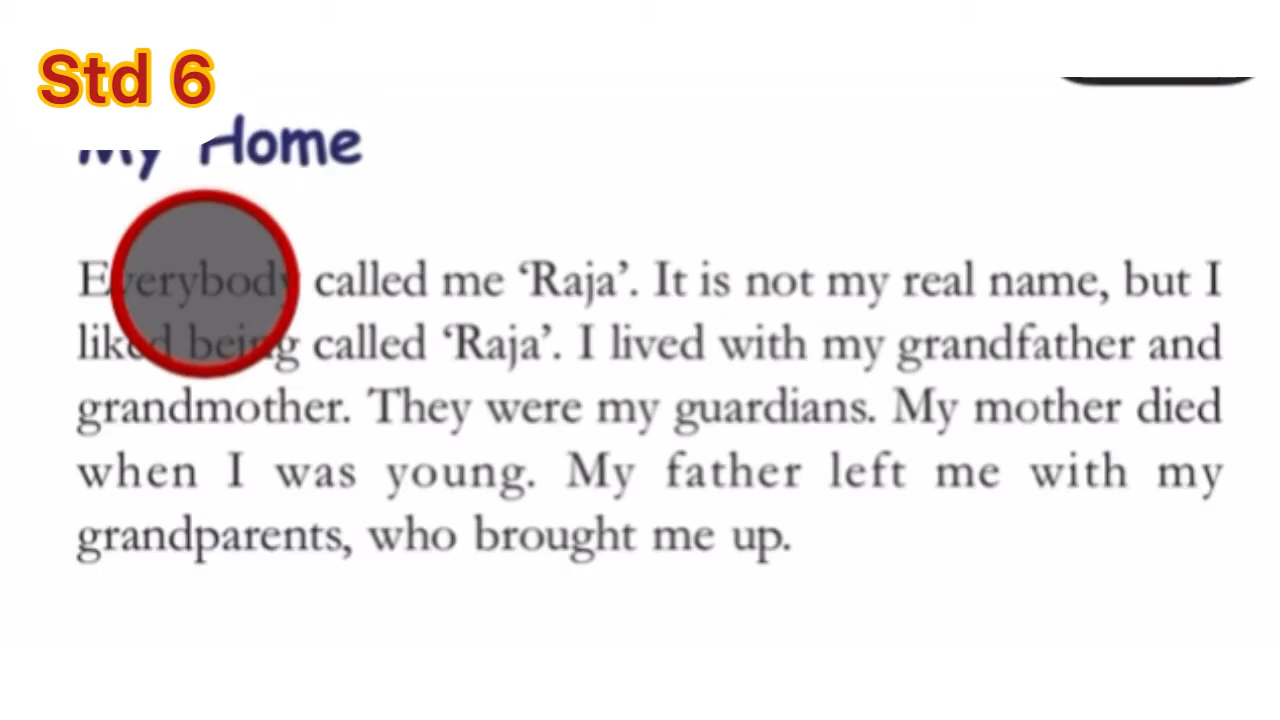 Std 6
My Home
Everybody called me ‘Raja’. It is not my real name, but I
liked being called ‘Raja’. I lived with my grandfather and
grandmother. They were my guardians. My mother died
when I was young. My father left me with my
grandparents, who brought me up.